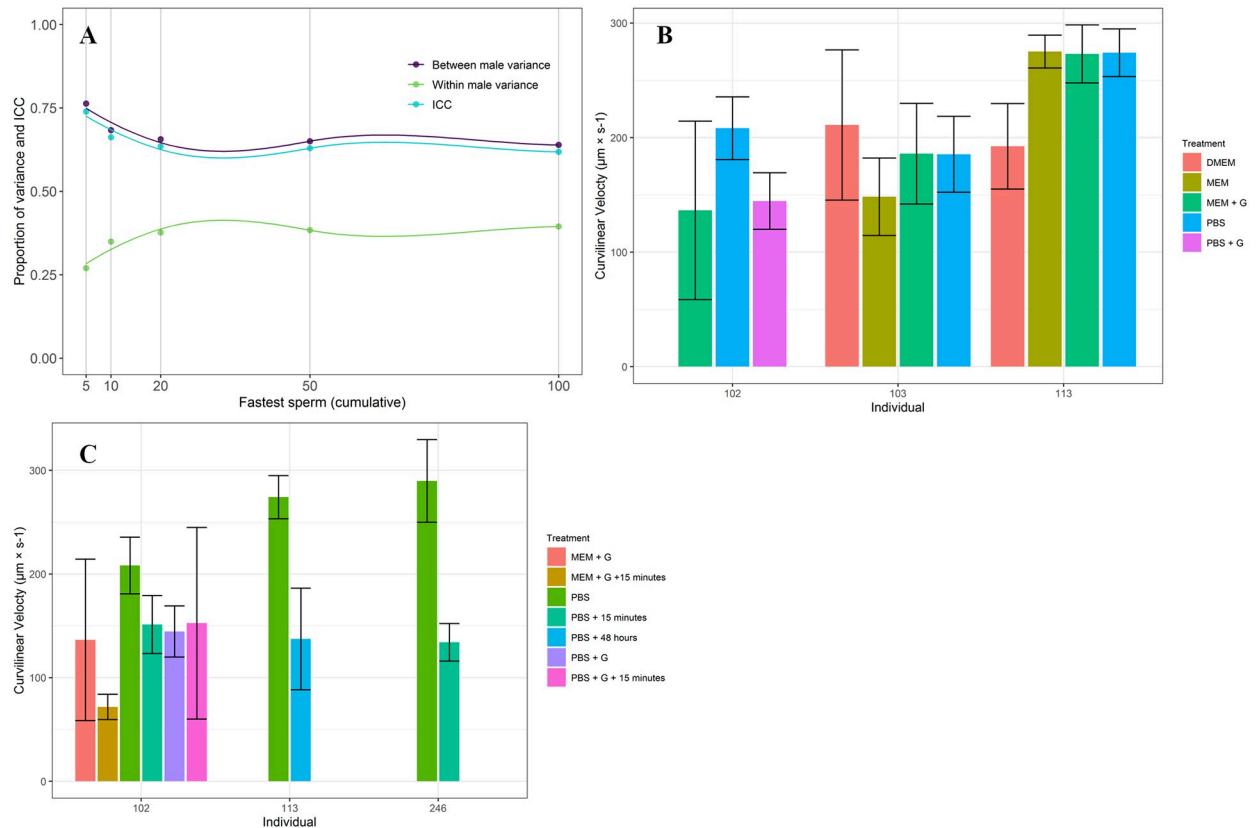 A
1.00
0.75
0.50
0.25
0.00
Proportion of variance and ICC
Between male variance
Within male variance
ICC
5 10 20 50 100
Fastest sperm (cumulative)
B
300
200
100
0
Curvilinear Velocty (µm × s-1)
102 103 113
Individual
Treatment
DMEM
MEM
MEM + G
PBS
PBS + G
C
300
200
100
0
Curvilinear Velocty (µm × s-1)
102 113 246
Individual
Treatment
MEM + G
MEM + G +15 minutes
PBS
PBS + 15 minutes
PBS + 48 hours
PBS + G
PBS + G + 15 minutes